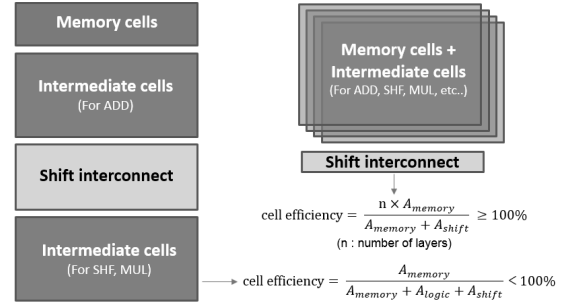 Memory cells
Intermediate cells
(For ADD)
Shift interconnect
Intermediate cells
(For SHF, MUL)
Memory cells +
Intermediate cells
(For ADD, SHF, MUL, etc..)
Shift interconnect
cell efficiency = n × A_memory / (A_memory + A_shift) ≥ 100%
(n : number of layers)
cell efficiency = A_memory / (A_memory + A_logic + A_shift) < 100%